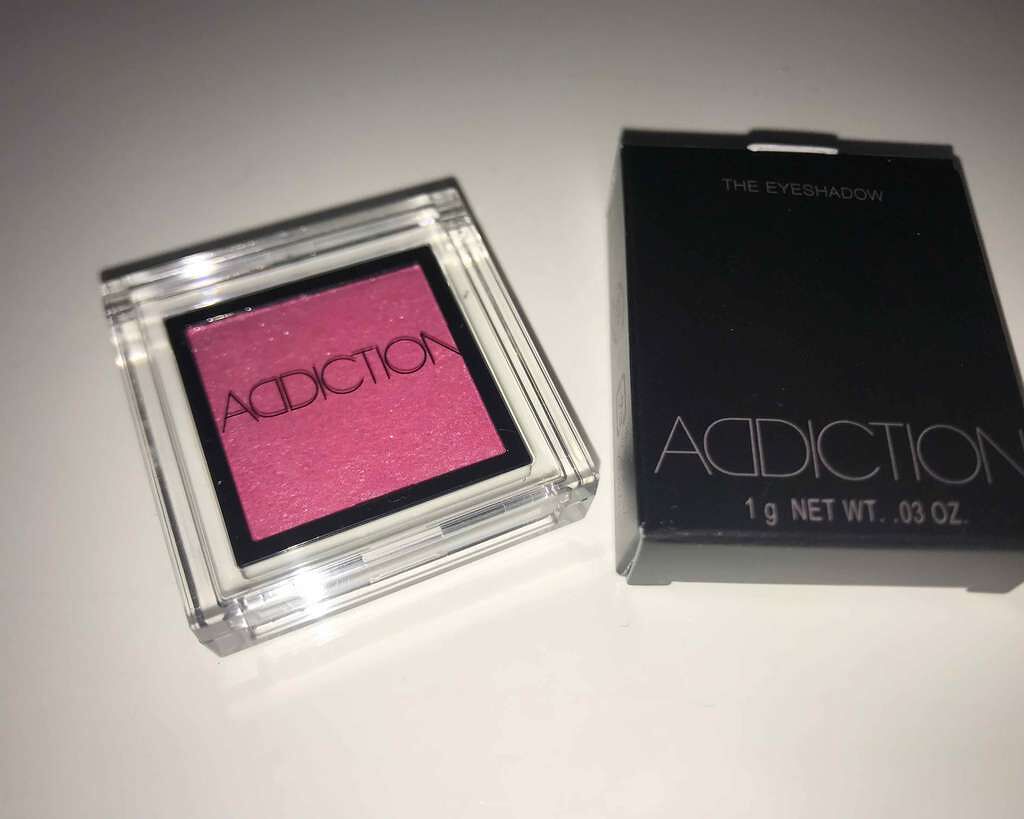 ADDICTION
THE EYESHADOW
ADDICTION
1 g NET WT. .03 OZ.